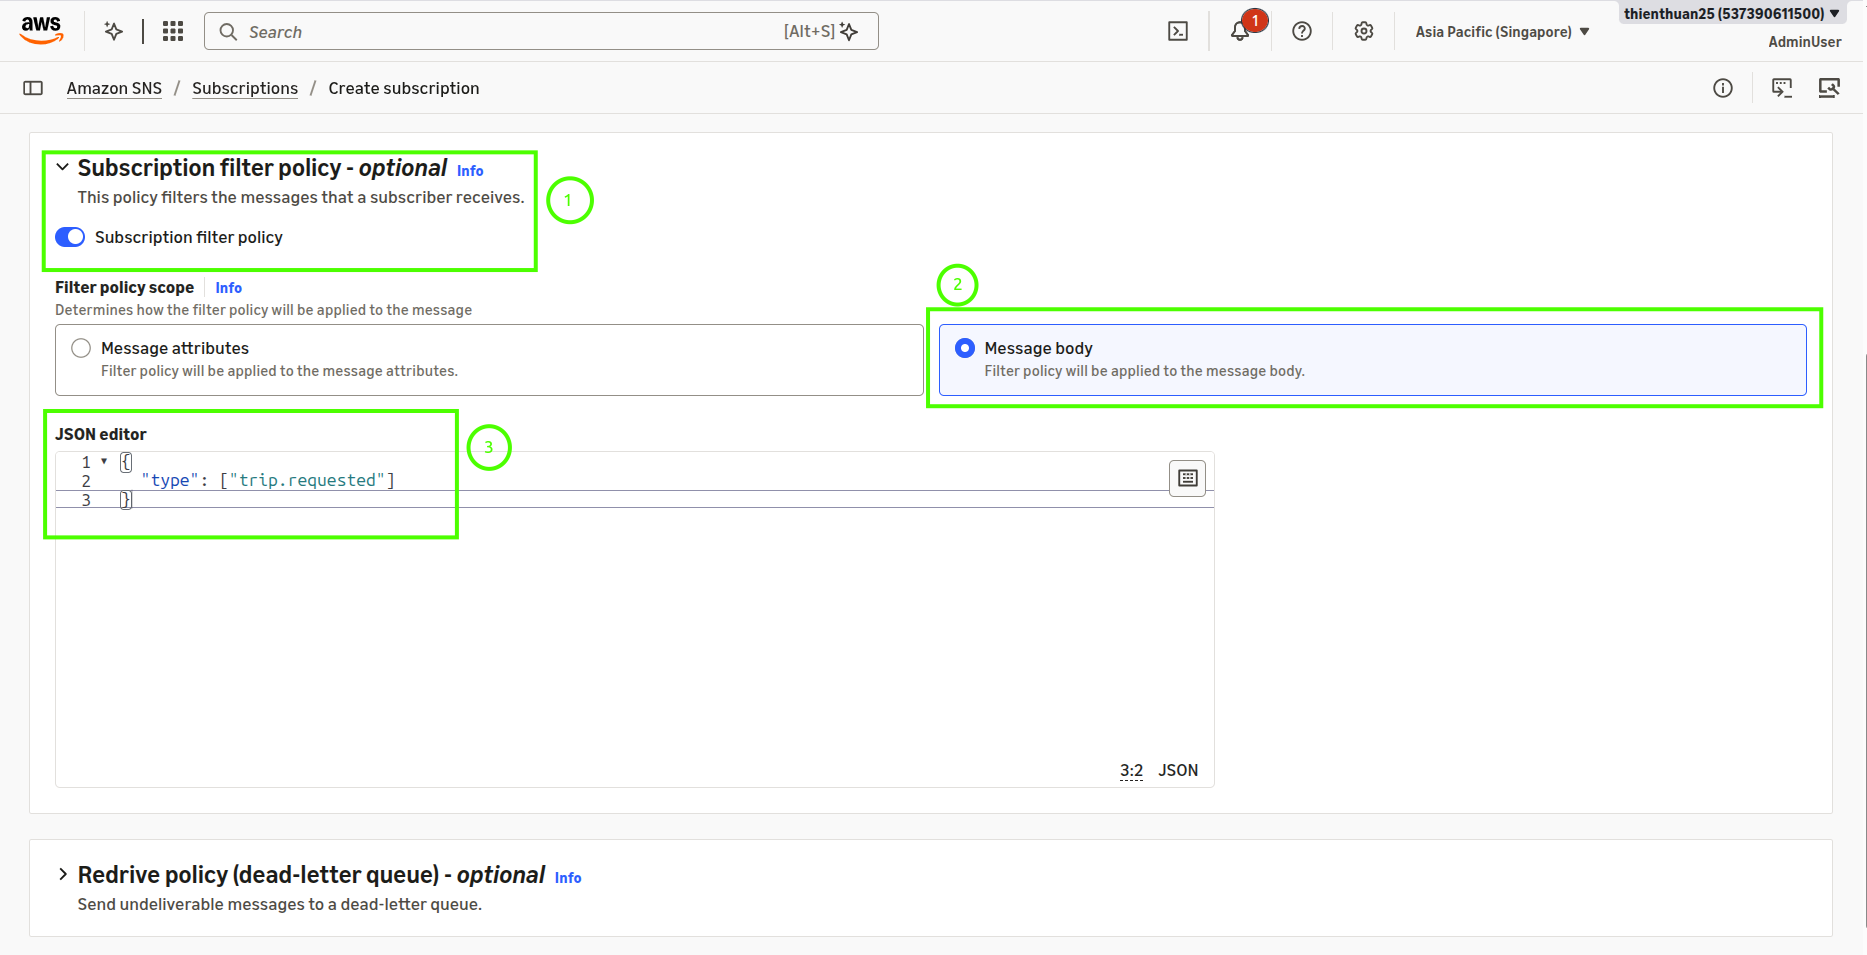 aws
Search [Alt+S]
1
Asia Pacific (Singapore)
thienthuan25 (537390611500)
AdminUser
Amazon SNS / Subscriptions / Create subscription
Subscription filter policy - optional Info
This policy filters the messages that a subscriber receives.
1
Subscription filter policy
Filter policy scope Info
2
Determines how the filter policy will be applied to the message
Message attributes
Filter policy will be applied to the message attributes.
Message body
Filter policy will be applied to the message body.
JSON editor
3
1 {
2 "type": ["trip.requested"]
3 }
3:2 JSON
Redrive policy (dead-letter queue) - optional Info
Send undeliverable messages to a dead-letter queue.